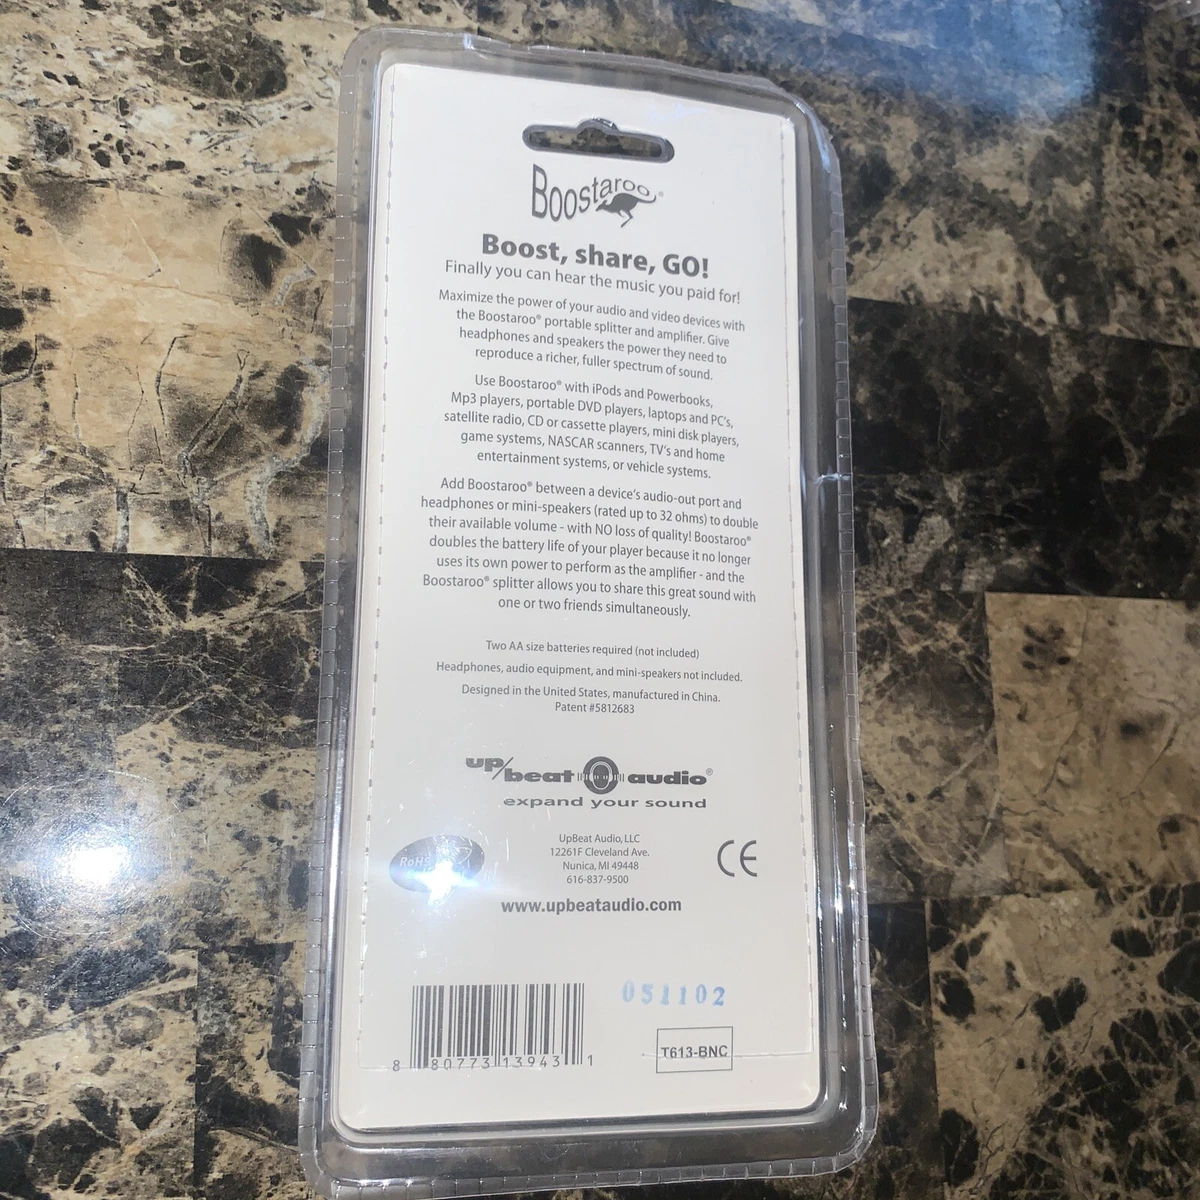 Boostaroo®
Boost, share, GO!
Finally you can hear the music you paid for!
Maximize the power of your audio and video devices with
the Boostaroo® portable splitter and amplifier. Give
headphones and speakers the power they need to
reproduce a richer, fuller spectrum of sound.
Use Boostaroo® with iPods and Powerbooks,
Mp3 players, portable DVD players, laptops and PC's,
satellite radio, CD or cassette players, mini disk players,
game systems, NASCAR scanners, TV's and home
entertainment systems, or vehicle systems.
Add Boostaroo® between a device's audio-out port and
headphones or mini-speakers (rated up to 32 ohms) to double
their available volume - with NO loss of quality! Boostaroo®
doubles the battery life of your player because it no longer
uses its own power to perform as the amplifier - and the
Boostaroo® splitter allows you to share this great sound with
one or two friends simultaneously.
Two AA size batteries required (not included)
Headphones, audio equipment, and mini-speakers not included.
Designed in the United States, manufactured in China.
Patent #5812683
up/beat audio®
expand your sound
RoHS
UpBeat Audio, LLC
12261F Cleveland Ave.
Nunica, MI 49448
616-837-9500
CE
www.upbeataudio.com
051102
T613-BNC
8 80773 13943 1